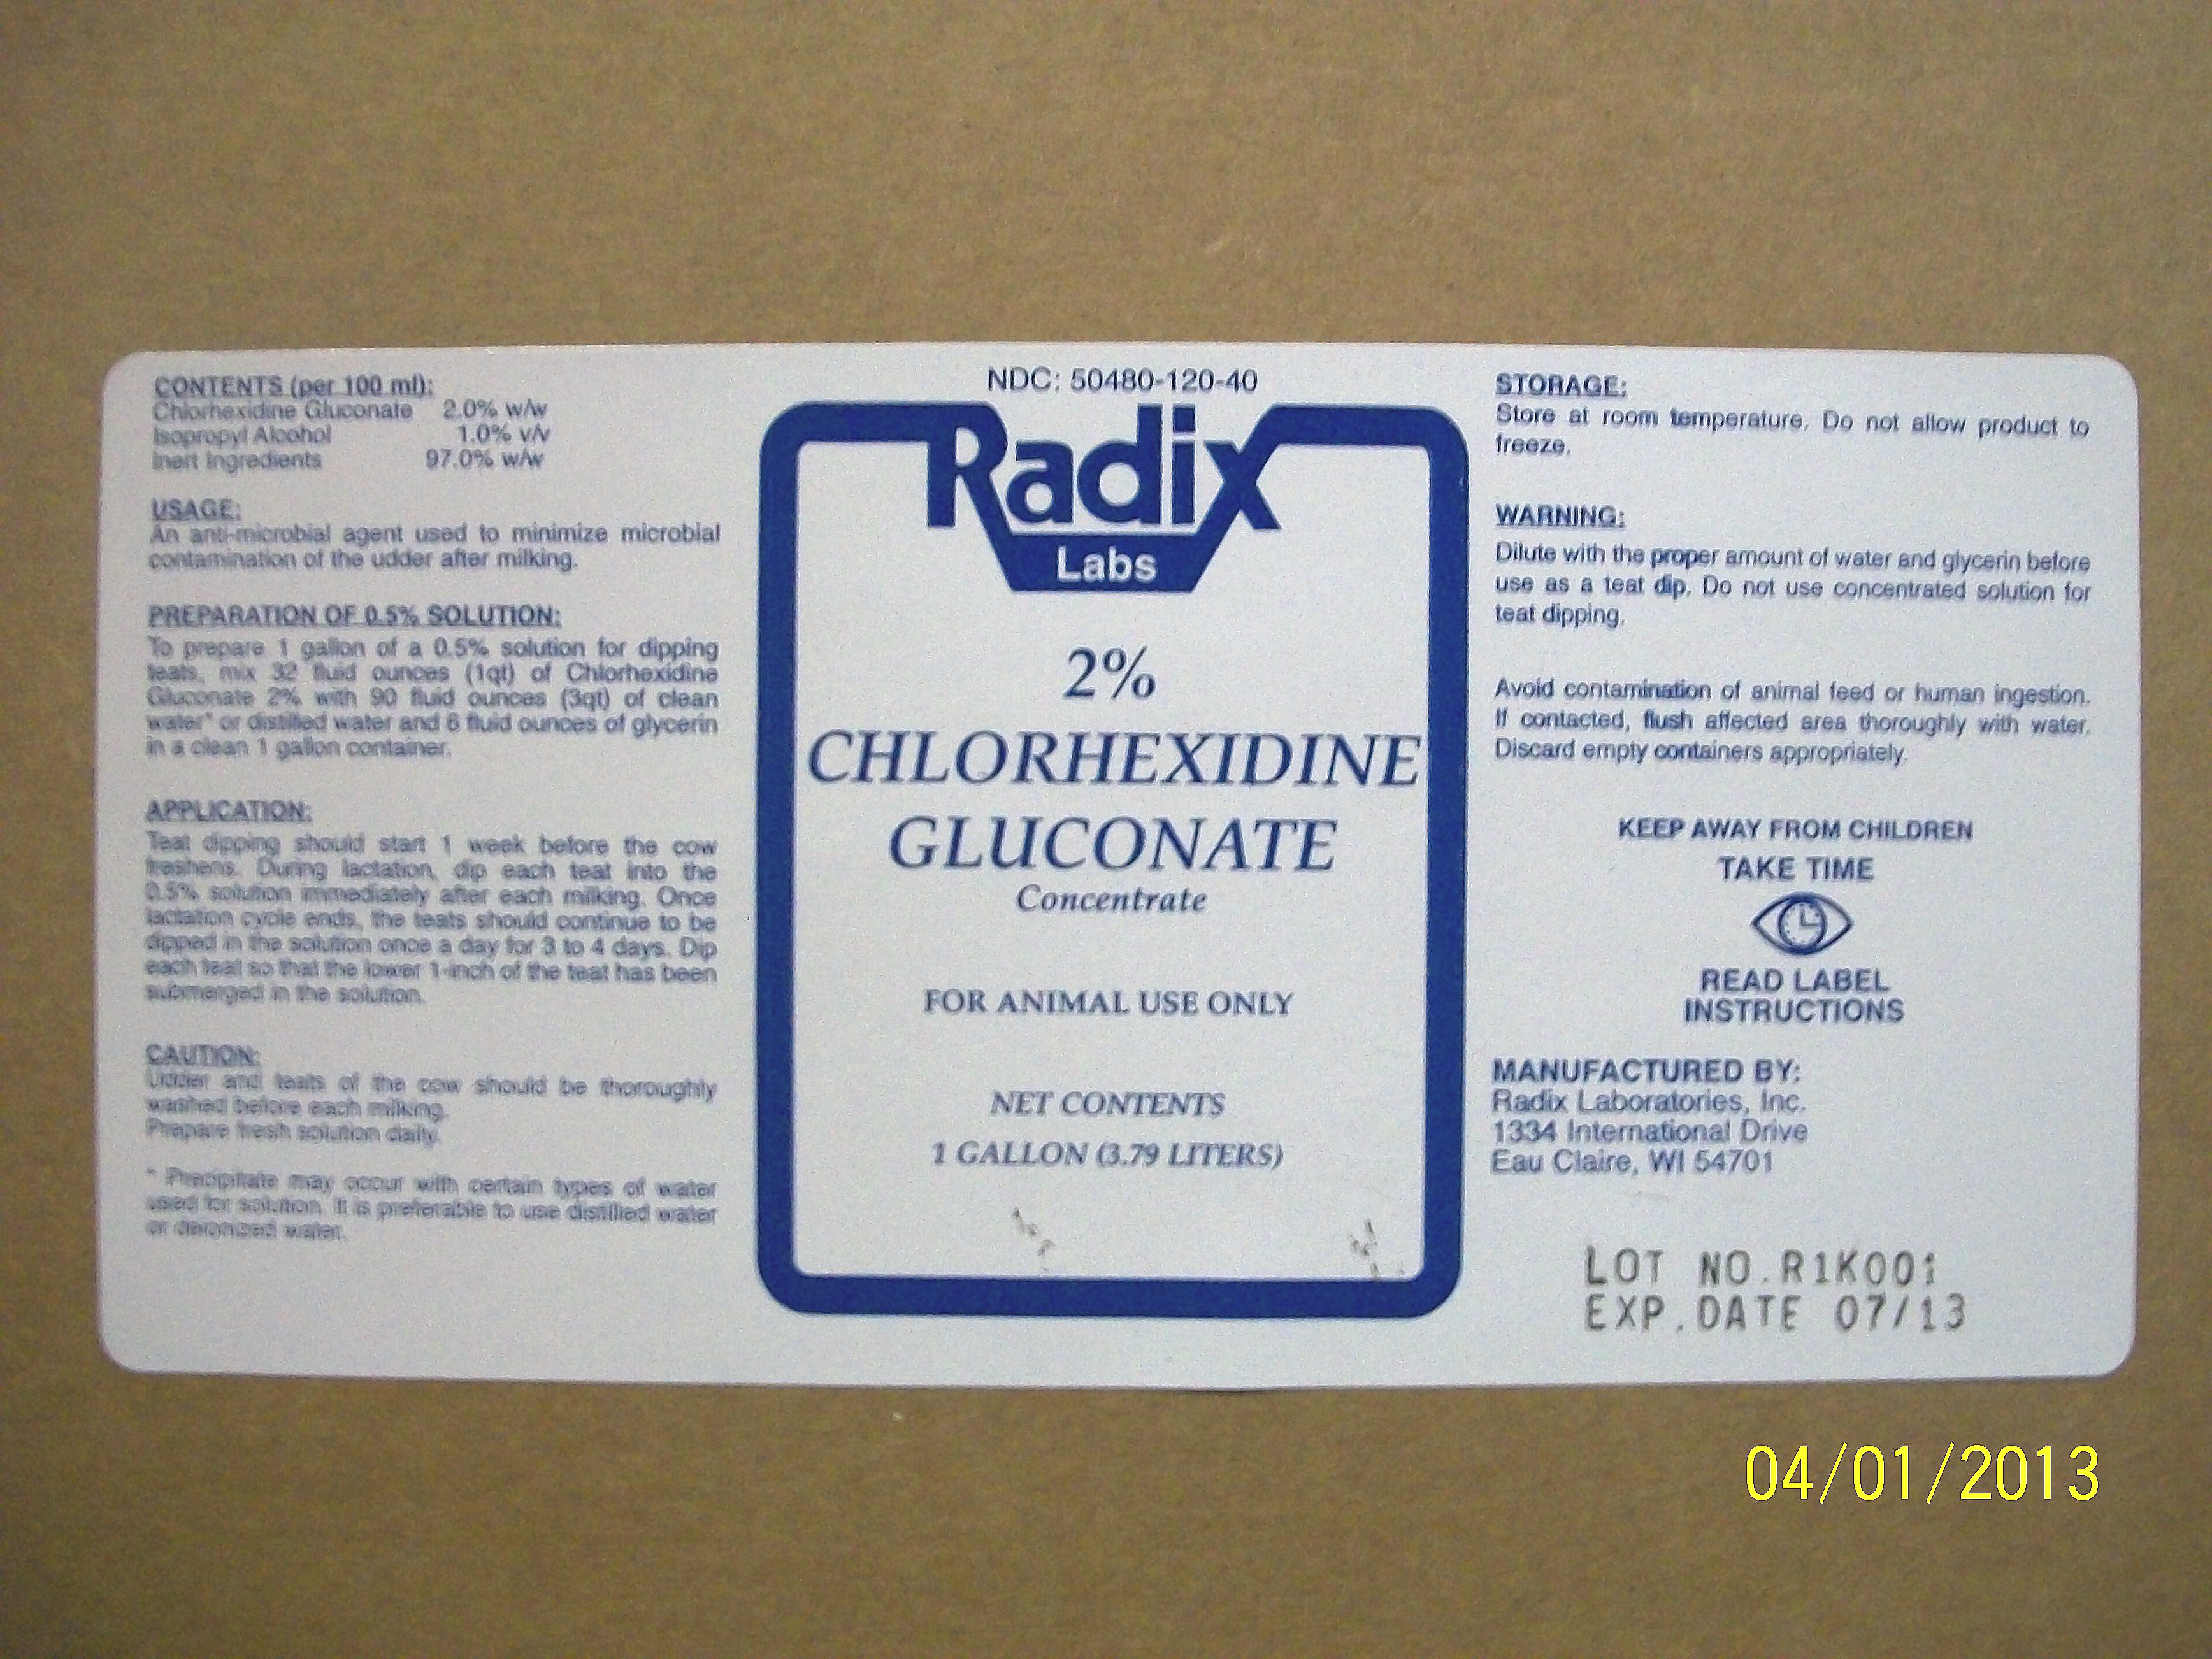 CONTENTS (per 100 ml):
Chlorhexidine Gluconate 2.0% w/w
Isopropyl Alcohol 1.0% v/v
Inert Ingredients 97.0% w/w
USAGE:
An anti-microbial agent used to minimize microbial
contamination of the udder after milking.
PREPARATION OF 0.5% SOLUTION:
To prepare 1 gallon of a 0.5% solution for dipping
teats, mix 32 fluid ounces (1qt) of Chlorhexidine
Gluconate 2% with 90 fluid ounces (3qt) of clean
water* or distilled water and 6 fluid ounces of glycerin
in a clean 1 gallon container.
APPLICATION:
Teat dipping should start 1 week before the cow
freshens. During lactation, dip each teat into the
0.5% solution immediately after each milking. Once
lactation cycle ends, the teats should continue to be
dipped in the solution once a day for 3 to 4 days. Dip
each teat so that the lower 1-inch of the teat has been
submerged in the solution.
CAUTION:
Udder and teats of the cow should be thoroughly
washed before each milking.
Prepare fresh solution daily.
* Precipitate may occur with certain types of water
used for solution. It is preferable to use distilled water
or deionized water.
NDC: 50480-120-40
Radix
Labs
2%
CHLORHEXIDINE
GLUCONATE
Concentrate
FOR ANIMAL USE ONLY
NET CONTENTS
1 GALLON (3.79 LITERS)
STORAGE:
Store at room temperature. Do not allow product to
freeze.
WARNING:
Dilute with the proper amount of water and glycerin before
use as a teat dip. Do not use concentrated solution for
teat dipping.
Avoid contamination of animal feed or human ingestion.
If contacted, flush affected area thoroughly with water.
Discard empty containers appropriately.
KEEP AWAY FROM CHILDREN
TAKE TIME
READ LABEL
INSTRUCTIONS
MANUFACTURED BY:
Radix Laboratories, Inc.
1334 International Drive
Eau Claire, WI 54701
LOT NO.R1K001
EXP.DATE 07/13
04/01/2013